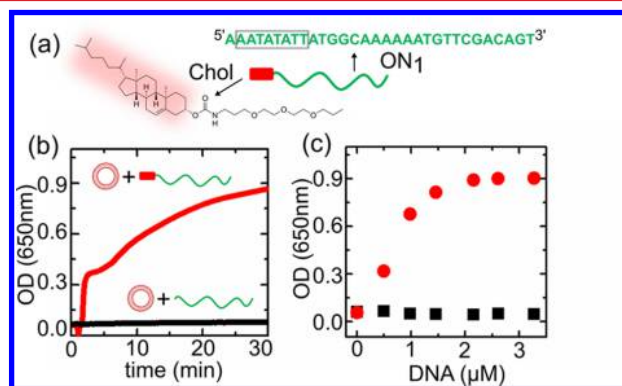 (a)
5'AAATATATTATGGCAAAAAATGTTCGACAGT3'
Chol
ON1
H
H
H
O
O
N
H
O
O
O
(b)
0.9
0.6
0.3
0.0
OD (650nm)
0
10
20
30
time (min)
+
+
(c)
0.9
0.6
0.3
0.0
OD (650nm)
0
1
2
3
DNA (µM)